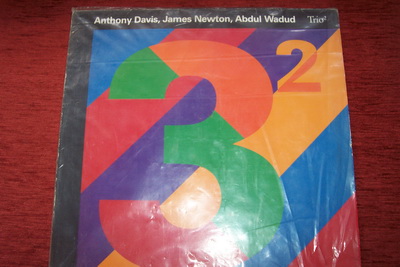 Anthony Davis, James Newton, Abdul Wadud Trio²
3²